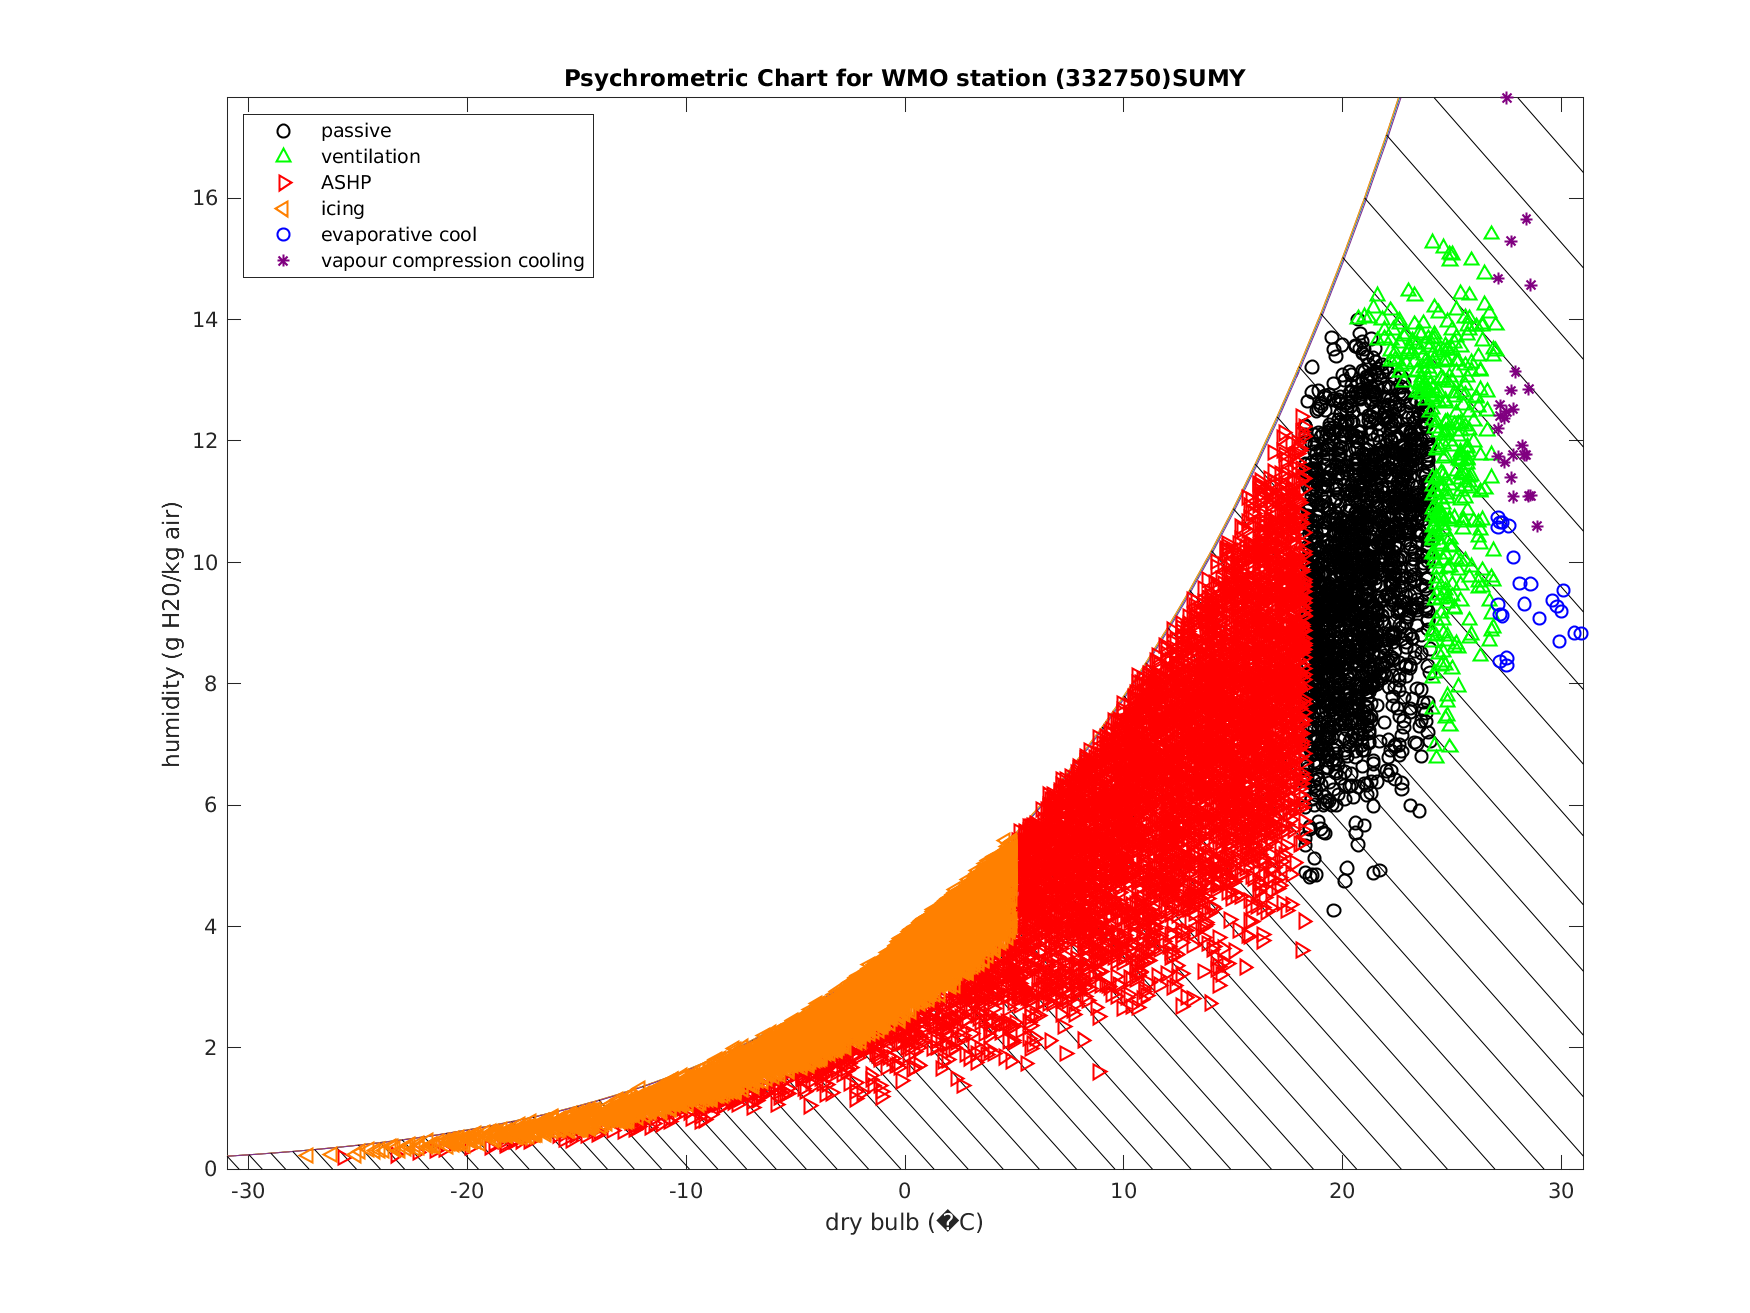 Psychrometric Chart for WMO station (332750)SUMY
passive
ventilation
ASHP
icing
evaporative cool
vapour compression cooling
humidity (g H20/kg air)
16
14
12
10
8
6
4
2
0
-30 -20 -10 0 10 20 30
dry bulb (�C)